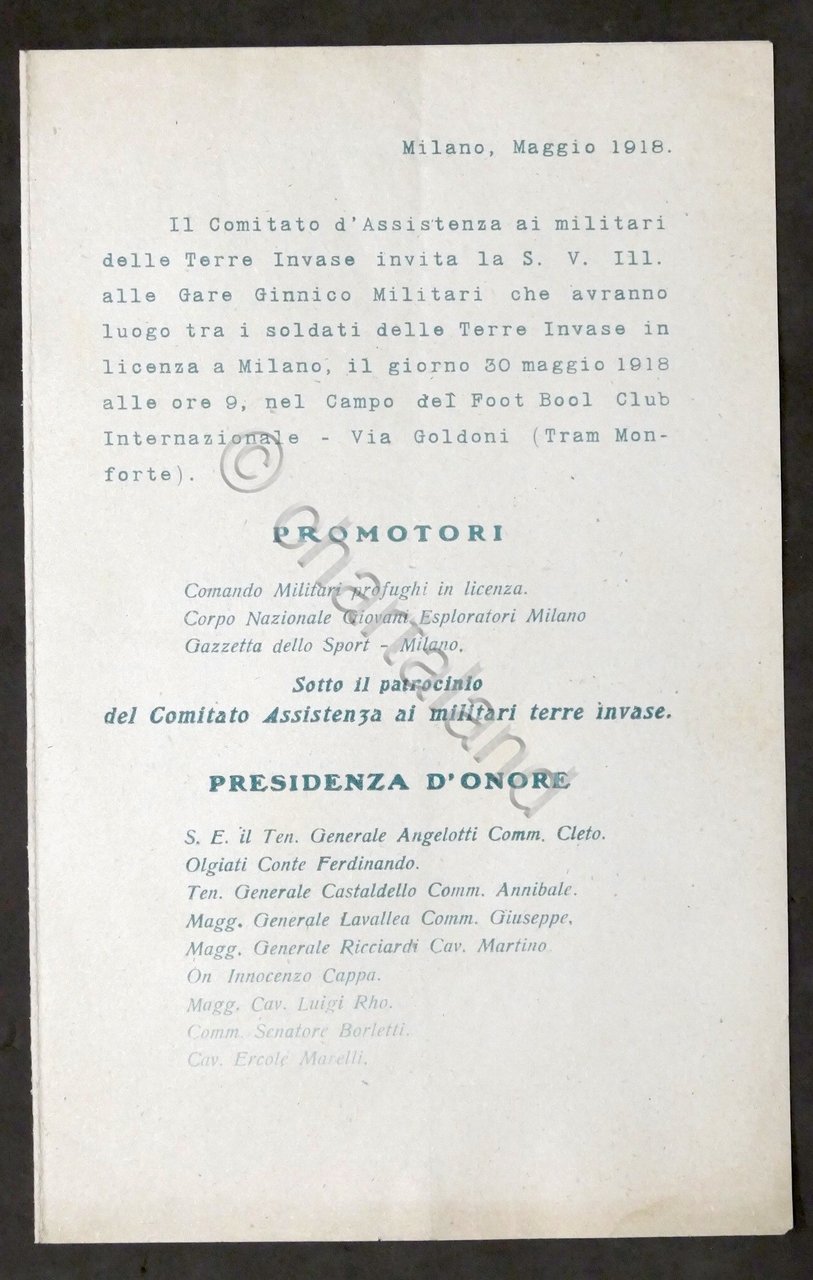 Milano, Maggio 1918.
Il Comitato d'Assistenza ai militari
delle Terre Invase invita la S. V. Ill.
alle Gare Ginnico Militari che avranno
luogo tra i soldati delle Terre Invase in
licenza a Milano, il giorno 30 maggio 1918
alle ore 9, nel Campo del Foot Bool Club
Internazionale - Via Goldoni (Tram Mon-
forte).
PROMOTORI
Comando Militari profughi in licenza.
Corpo Nazionale Giovani Esploratori Milano
Gazzetta dello Sport - Milano.
Sotto il patrocinio
del Comitato Assistenza ai militari terre invase.
PRESIDENZA D'ONORE
S. E. il Ten. Generale Angelotti Comm. Cleto.
Olgiati Conte Ferdinando.
Ten. Generale Castaldello Comm. Annibale.
Magg. Generale Lavallea Comm. Giuseppe.
Magg. Generale Ricciardi Cav. Martino
On Innocenzo Cappa.
Magg. Cav. Luigi Rho.
Comm. Senatore Borletti.
Cav. Ercole Marelli.
© chartaland